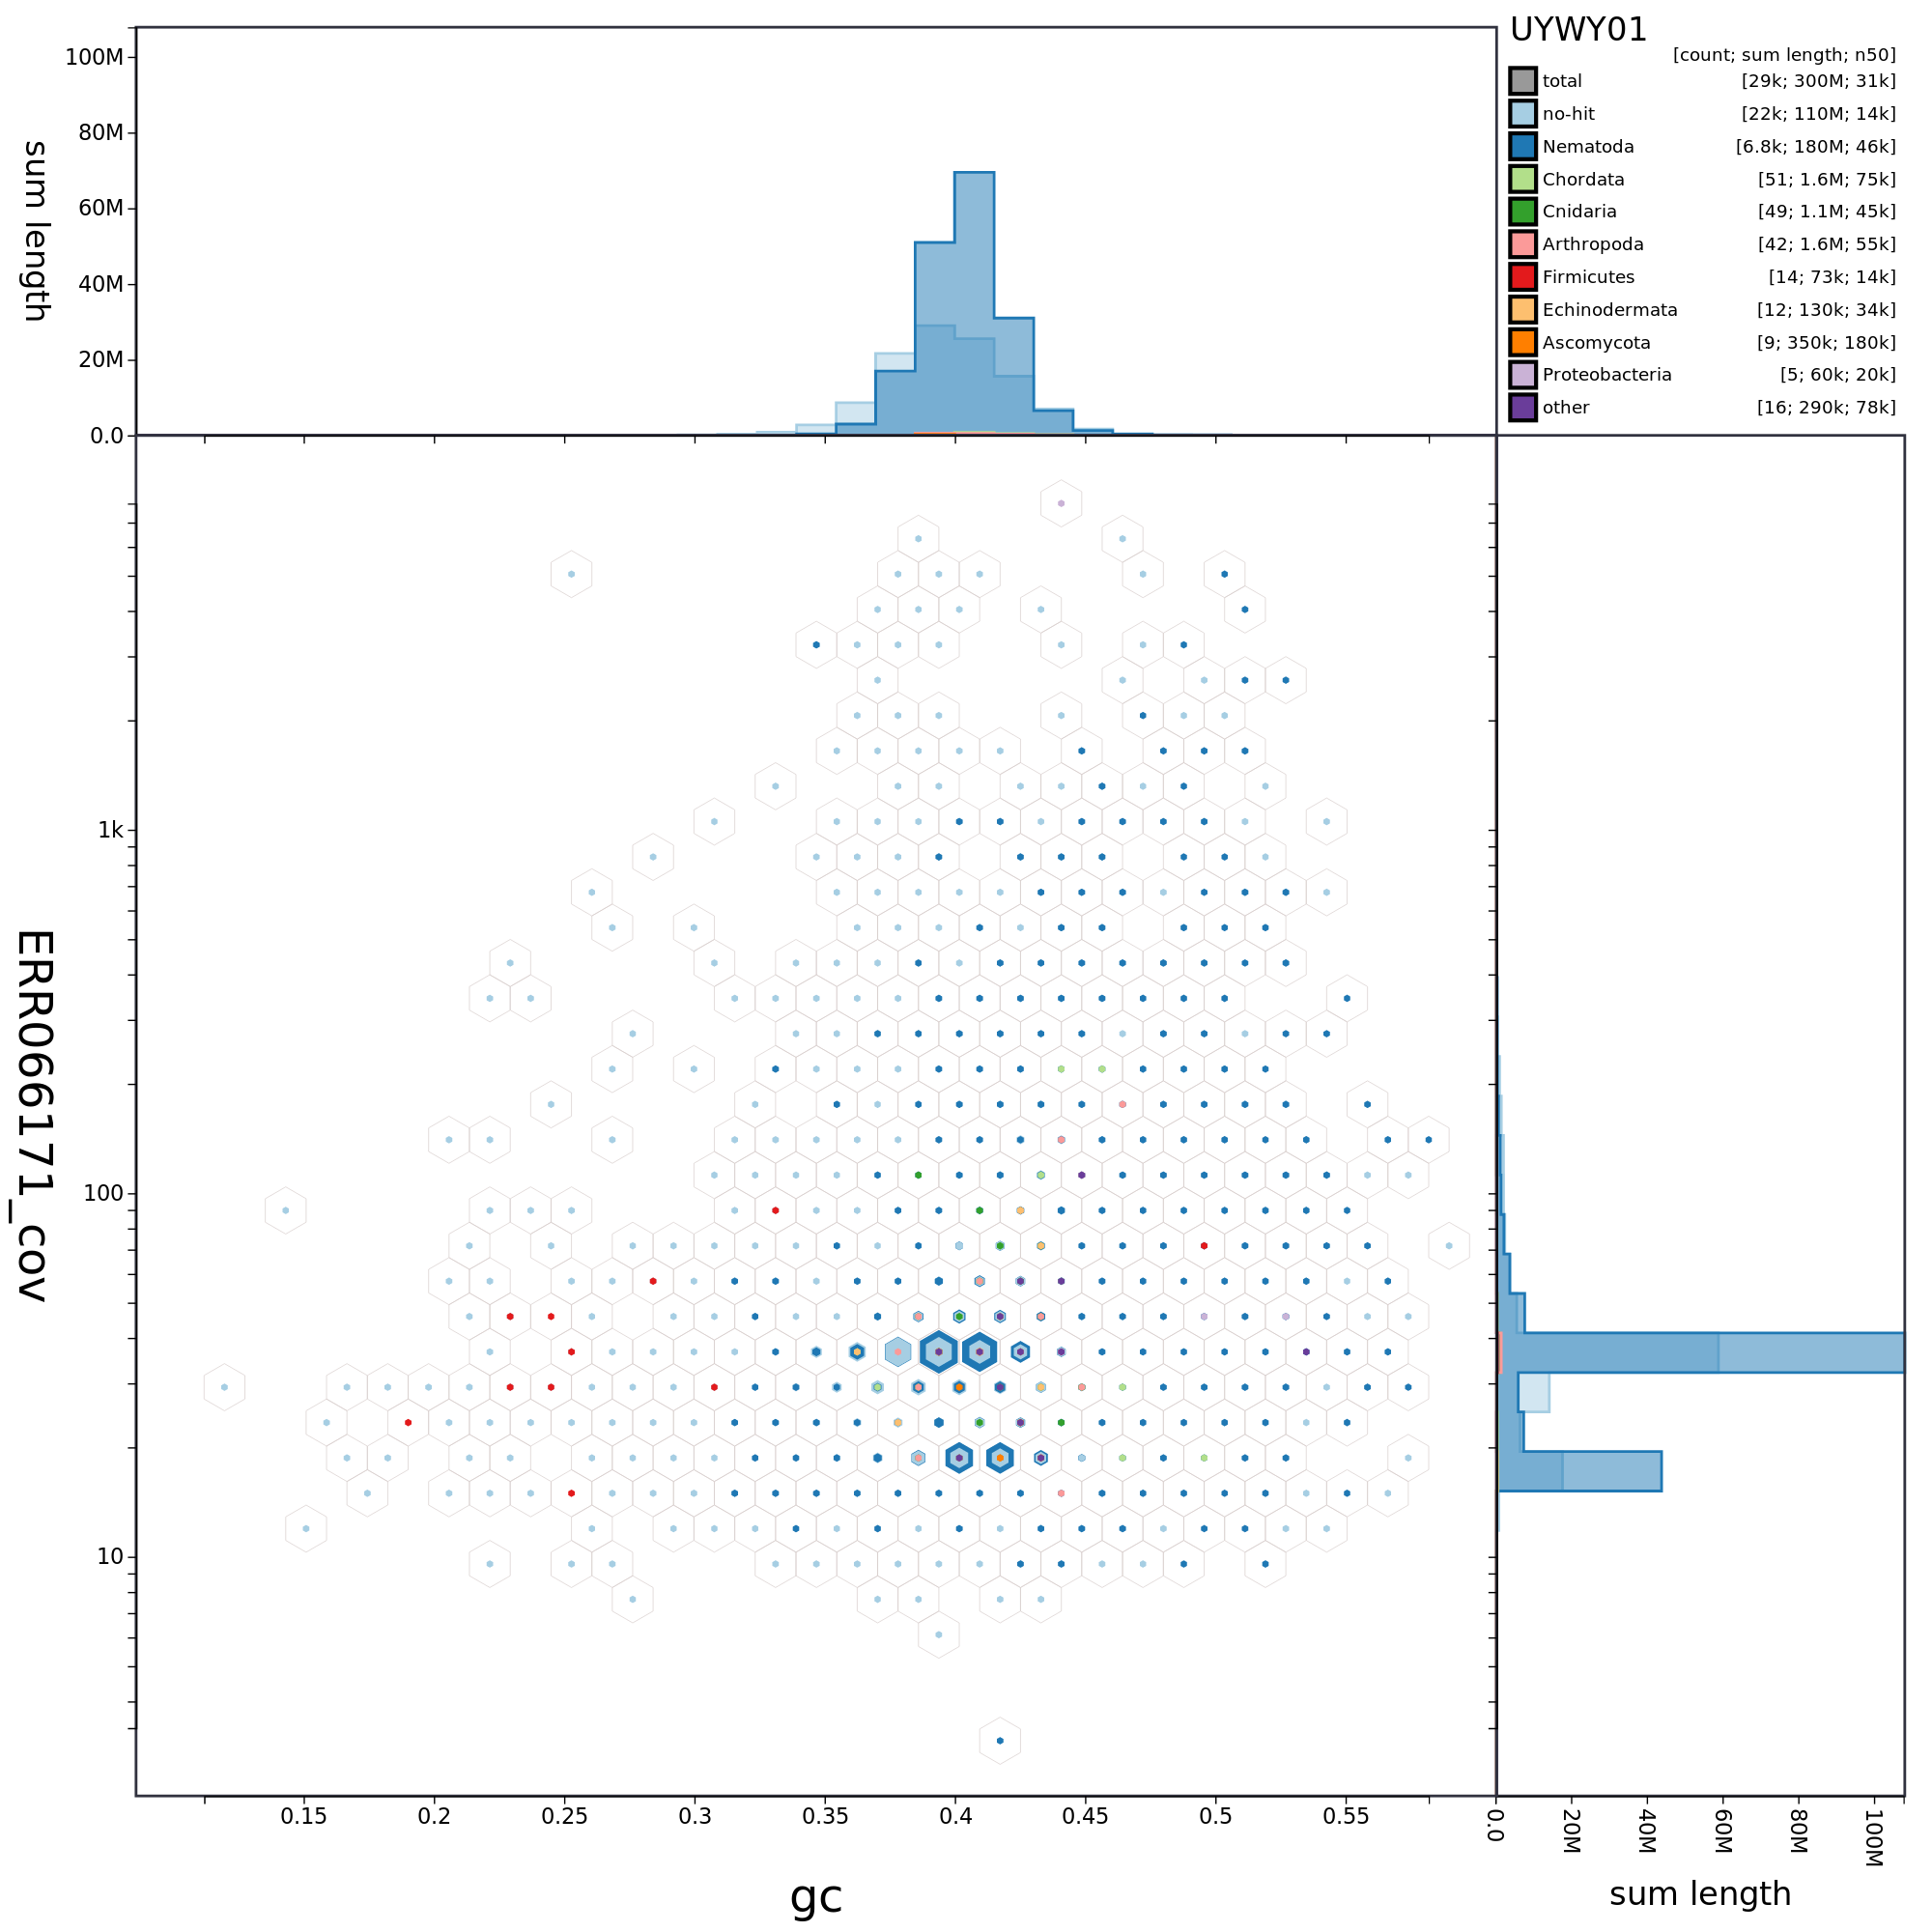 UYWY01
[count; sum length; n50]
total [29k; 300M; 31k]
no-hit [22k; 110M; 14k]
Nematoda [6.8k; 180M; 46k]
Chordata [51; 1.6M; 75k]
Cnidaria [49; 1.1M; 45k]
Arthropoda [42; 1.6M; 55k]
Firmicutes [14; 73k; 14k]
Echinodermata [12; 130k; 34k]
Ascomycota [9; 350k; 180k]
Proteobacteria [5; 60k; 20k]
other [16; 290k; 78k]
sum length
100M
80M
60M
40M
20M
0.0
ERR066171_cov
1k
100
10
0.15 0.2 0.25 0.3 0.35 0.4 0.45 0.5 0.55
gc
0.0 20M 40M 60M 80M 100M
sum length